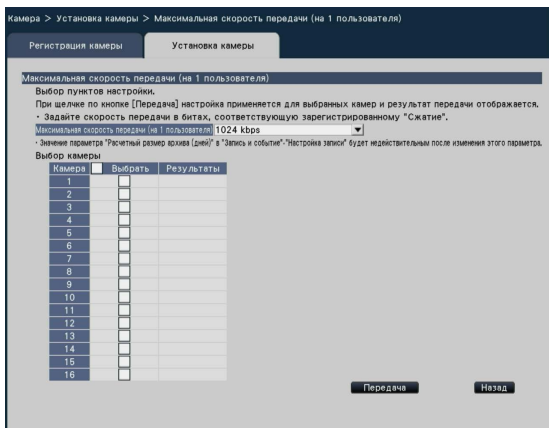 Камера > Установка камеры > Максимальная скорость передачи (на 1 пользователя)
Регистрация камеры Установка камеры
Максимальная скорость передачи (на 1 пользователя)
Выбор пунктов настройки.
При щелчке по кнопке [Передача] настройка применяется для выбранных камер и результат передачи отображается.
· Задайте скорость передачи в битах, соответствующую зарегистрированному "Сжатие".
Максимальная скорость передачи (на 1 пользователя) 1024 kbps
· Значение параметра "Расчетный размер архива (дней)" в "Запись и событие"-"Настройка записи" будет недействительным после изменения этого параметра.
Выбор камеры
Камера Выбрать Результаты
1
2
3
4
5
6
7
8
9
10
11
12
13
14
15
16
Передача Назад